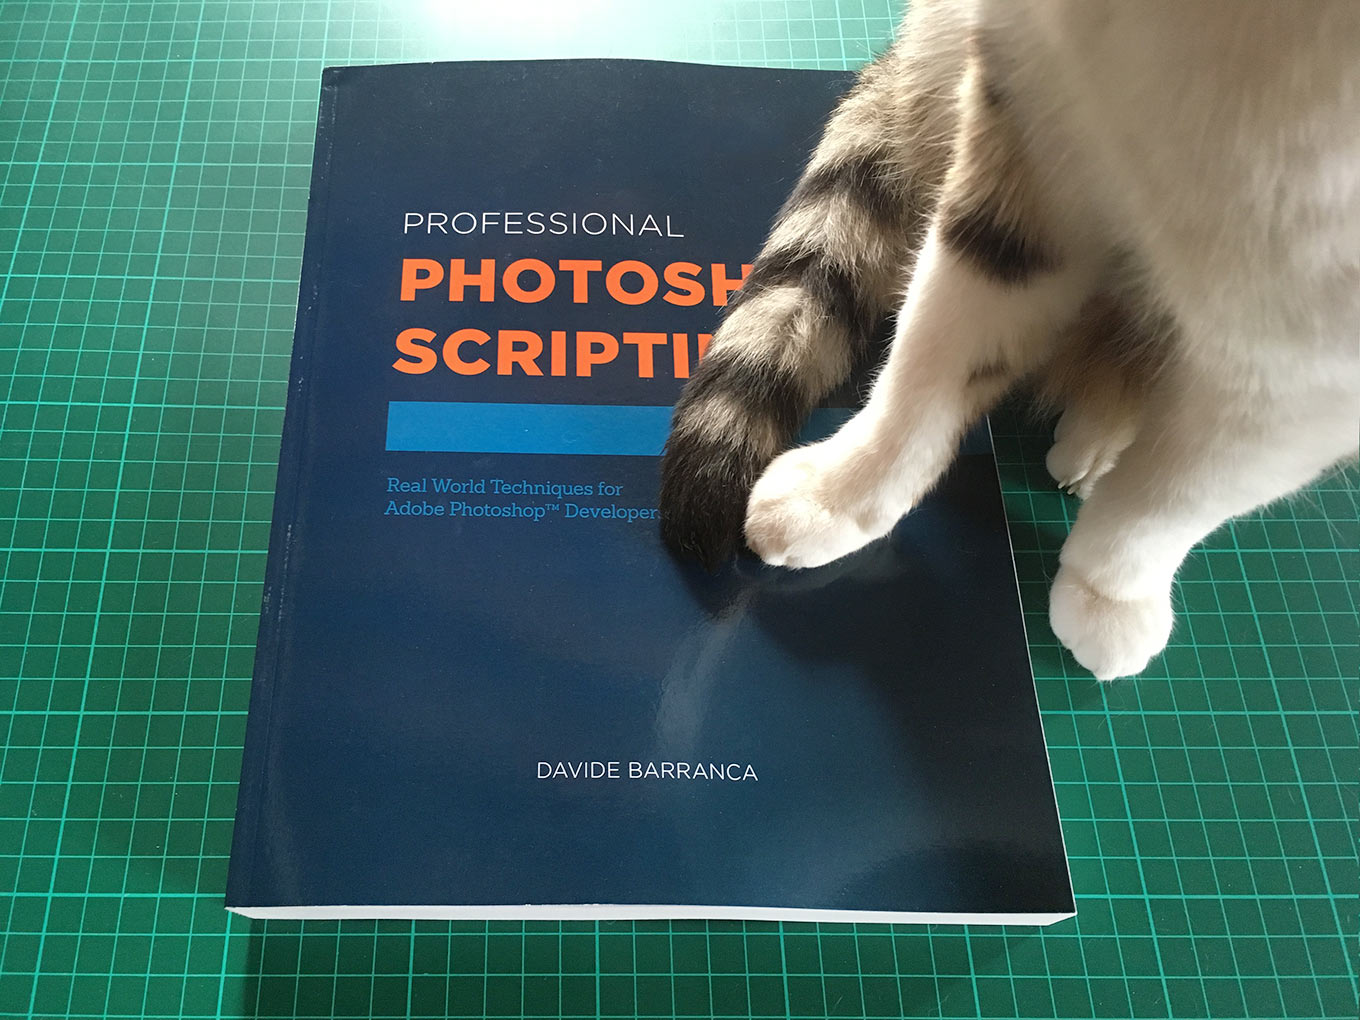 PROFESSIONAL
PHOTOSH
SCRIPTI
Real World Techniques for
Adobe Photoshop™ Developer
DAVIDE BARRANCA